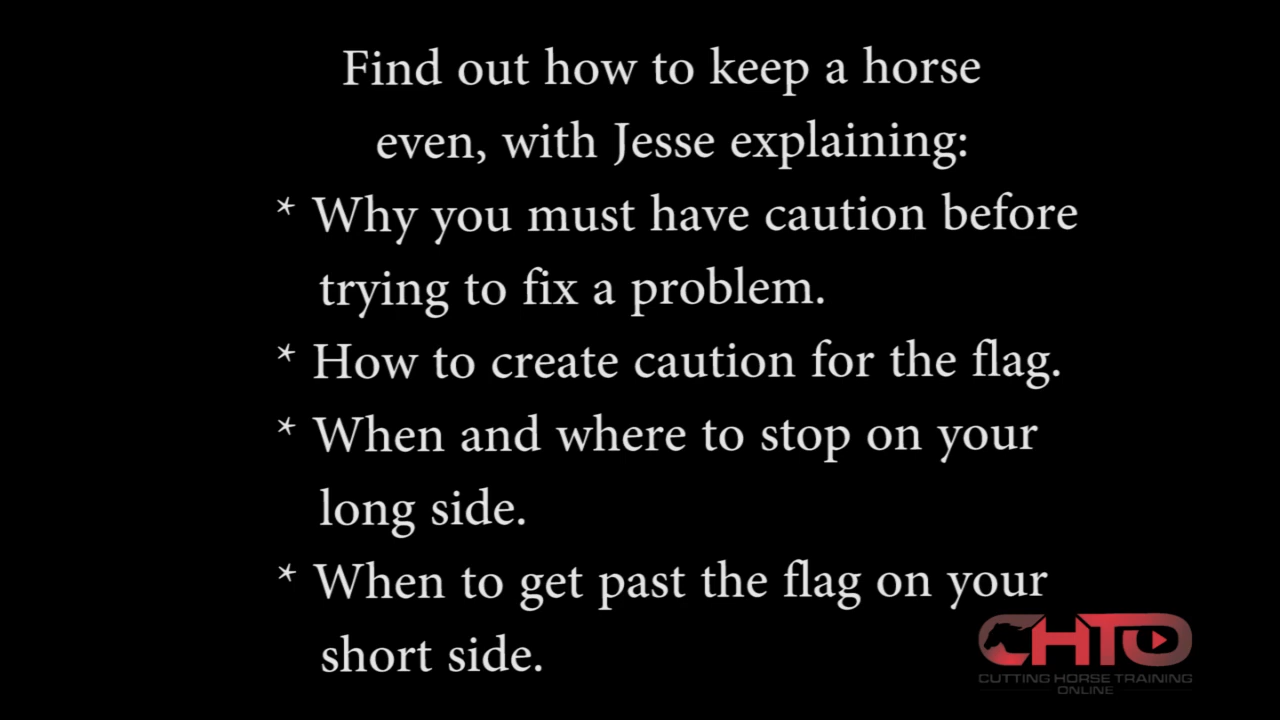 Find out how to keep a horse
even, with Jesse explaining:
* Why you must have caution before
trying to fix a problem.
* How to create caution for the flag.
* When and where to stop on your
long side.
* When to get past the flag on your
short side.
CHTO
CUTTING HORSE TRAINING
ONLINE